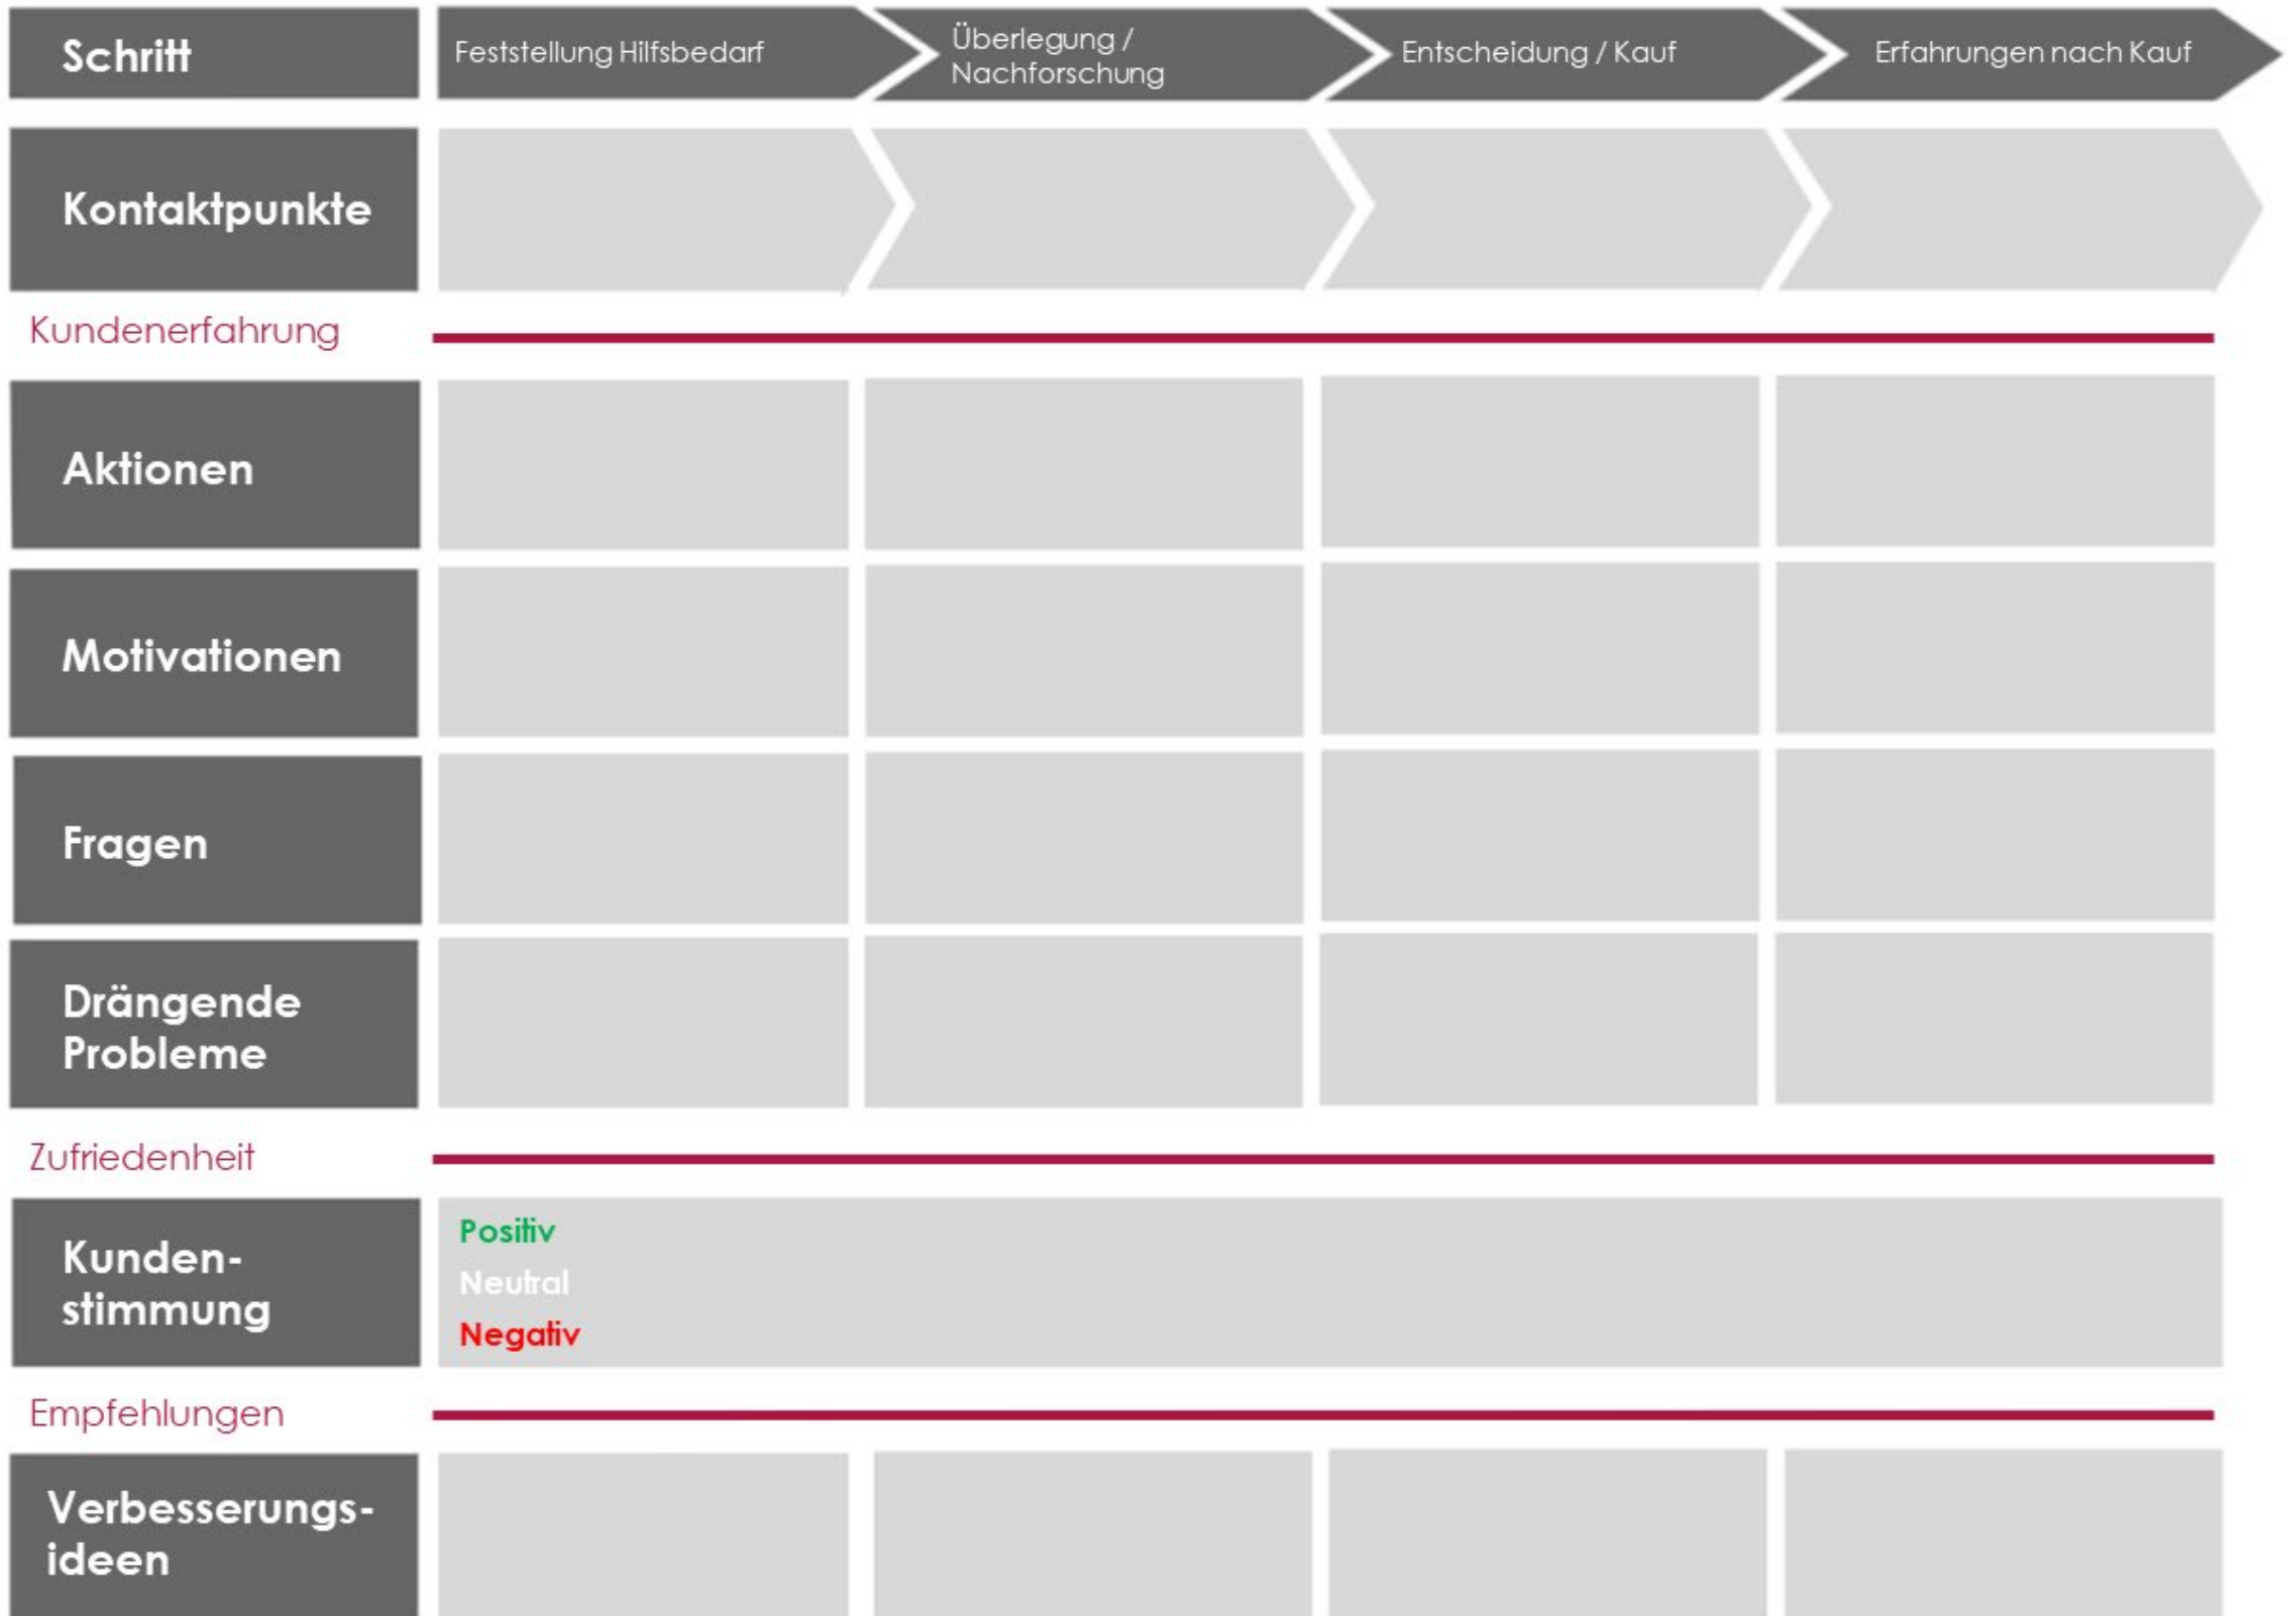 Schritt
Feststellung Hilfsbedarf
Überlegung /
Nachforschung
Entscheidung / Kauf
Erfahrungen nach Kauf
Kontaktpunkte
Kundenerfahrung
Aktionen
Motivationen
Fragen
Drängende
Probleme
Zufriedenheit
Kunden-
stimmung
Positiv
Neutral
Negativ
Empfehlungen
Verbesserungs-
ideen